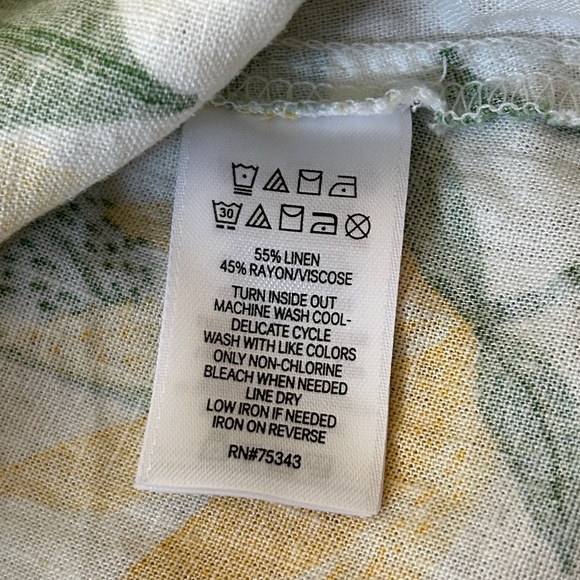 30
55% LINEN
45% RAYON/VISCOSE
TURN INSIDE OUT
MACHINE WASH COOL-
DELICATE CYCLE
WASH WITH LIKE COLORS
ONLY NON-CHLORINE
BLEACH WHEN NEEDED
LINE DRY
LOW IRON IF NEEDED
IRON ON REVERSE
RN#75343